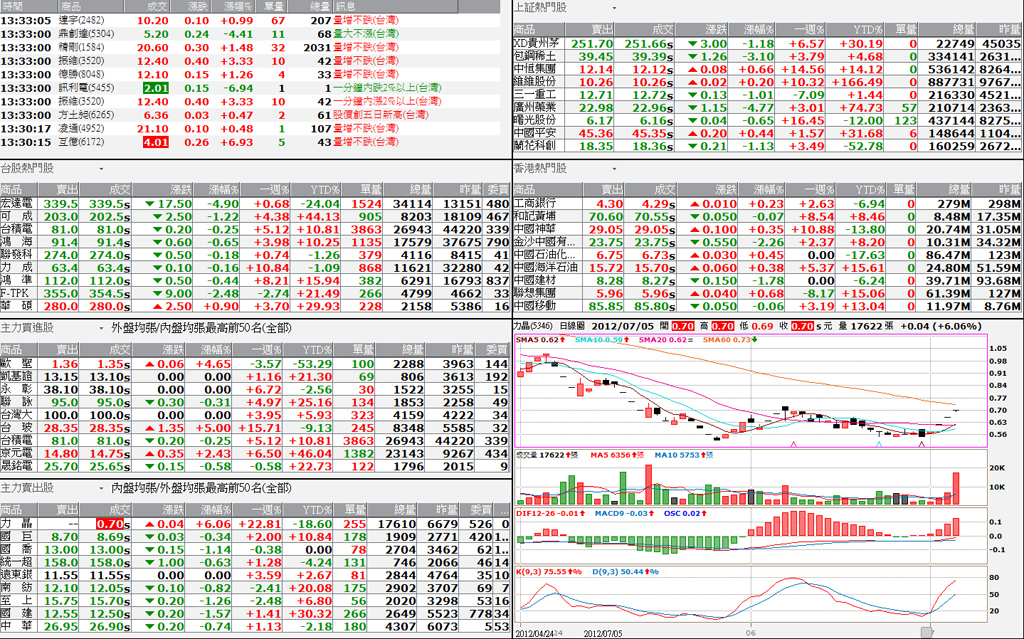 時間 商品 成交 漲跌 漲幅% 單量 總量 訊息
13:33:05 建宇(2482) 10.20 0.10 +0.99 67 207 量增不跌(台灣)
13:33:00 鼎創達(5304) 5.20 0.24 -4.41 11 68 量大不漲(台灣)
13:33:00 精剛(1584) 20.60 0.30 +1.48 32 2031 量增不跌(台灣)
13:33:00 振維(3520) 12.40 0.40 +3.33 10 42 量增不跌(台灣)
13:33:00 德勝(8048) 12.10 0.15 +1.26 4 33 量增不跌(台灣)
13:33:00 訊利電(5455) 2.01 0.15 -6.94 1 1 一分鐘內跌2%以上(台灣)
13:33:00 振維(3520) 12.40 0.40 +3.33 10 42 一分鐘內漲2%以上(台灣)
13:33:00 方土昶(6265) 6.36 0.03 +0.47 2 61 股價創五日新高(台灣)
13:30:17 凌通(4952) 21.10 0.10 +0.48 1 107 量增不跌(台灣)
13:30:15 互億(6172) 4.01 0.26 +6.93 5 43 量增不跌(台灣)
上証熱門股
商品 賣出 成交 漲跌 漲幅% 一週% YTD% 單量 總量 昨量
XD貴州茅 251.70 251.66s ▼3.00 -1.18 +6.57 +30.19 0 22749 45035
包鋼稀土 39.45 39.39s ▼1.26 -3.10 +3.79 +4.68 0 334141 2631...
中恒集團 12.14 12.12s ▲0.08 +0.66 +14.56 +14.12 0 536142 8264...
維維股份 10.26 10.26s ▲0.02 +0.20 +10.32 +166.49 0 887731 9767...
三一重工 12.71 12.72s ▼0.13 -1.01 -7.09 +1.44 0 216330 4521...
廣州藥業 22.98 22.96s ▼1.15 -4.77 +3.01 +74.73 57 210714 2363...
曙光股份 6.17 6.16s ▼0.04 -0.65 +16.45 -12.00 123 437144 8275...
中國平安 45.36 45.35s ▲0.20 +0.44 +1.57 +31.68 6 148644 1104...
蘭花科創 18.35 18.36s ▼0.21 -1.13 +3.49 -52.78 0 160259 2672...
台股熱門股
商品 賣出 成交 漲跌 漲幅% 一週% YTD% 單量 總量 昨量 委買
宏達電 339.5 339.5s ▼17.50 -4.90 +0.68 -24.04 1524 34114 13151 480
可成 203.0 202.5s ▼2.50 -1.22 +4.38 +44.13 905 8203 18109 467
台積電 81.0 81.0s ▼0.20 -0.25 +5.12 +10.81 3863 26943 44220 339
鴻海 91.4 91.4s ▼0.60 -0.65 +3.98 +10.25 1135 17579 27675 790
聯發科 274.0 274.0s ▼0.50 -0.18 +0.74 -1.26 379 4116 8415 41
力成 63.4 63.4s ▼0.10 -0.16 +10.84 -1.09 868 11621 32280 42
鴻準 112.0 112.0s ▼0.50 -0.44 +8.21 +15.94 382 6291 16793 837
F-TPK 355.0 354.5s ▼9.00 -2.48 -2.74 +21.49 266 4799 4662 33
華碩 280.0 280.0s ▲2.50 +0.90 +3.70 +29.93 228 2158 5386 16
香港熱門股
商品 賣出 成交 漲跌 漲幅% 一週% YTD% 單量 總量 昨量
工商銀行 4.30 4.29s ▲0.010 +0.23 +2.63 -6.94 0 279M 298M
和記黃埔 70.60 70.55s ▼0.050 -0.07 +8.54 +8.46 0 8.48M 17.35M
中國神華 29.05 29.05s ▲0.100 +0.35 +10.88 -13.80 0 20.74M 31.05M
金沙中國有... 23.75 23.75s ▼0.550 -2.26 +2.37 +8.20 0 10.31M 34.32M
中國石油化... 6.75 6.73s ▲0.030 +0.45 0.00 -17.63 0 86.47M 123M
中國海洋石油 15.72 15.70s ▲0.060 +0.38 +5.37 +15.61 0 24.80M 51.59M
中國建材 8.28 8.27s ▼0.150 -1.78 0.00 -6.24 0 39.71M 93.68M
聯想集團 5.96 5.96s ▲0.040 +0.68 -8.17 +15.06 0 61.39M 127M
中國移動 85.85 85.80s ▼0.050 -0.06 +3.19 +13.04 0 11.97M 8.76M
主力買進股 外盤均張/內盤均張最高前50名(全部)
商品 賣出 成交 漲跌 漲幅% 一週% YTD% 單量 總量 昨量 委買
歐聖 1.36 1.35s ▲0.06 +4.65 -3.57 -53.29 100 2288 3963 144
凱基證 13.15 13.10s 0.00 0.00 +1.16 +21.30 69 806 3613 192
永彰 38.10 38.10s 0.00 0.00 +6.72 -2.56 30 1522 3255 191
聯詠 95.0 95.0s ▼0.30 -0.31 +4.97 +25.16 134 1853 2258 49
台灣大 100.0 100.0s 0.00 0.00 +3.95 +5.93 323 4159 4222 34
台玻 28.35 28.35s ▲1.35 +5.00 +15.71 -9.13 245 8348 5585 32
台積電 81.0 81.0s ▼0.20 -0.25 +5.12 +10.81 3863 26943 44220 339
京元電 14.80 14.75s ▲0.35 +2.43 +6.50 +46.04 1382 23143 9267 434
思銘電 25.70 25.65s ▼0.15 -0.58 -0.58 +22.73 122 1796 2015 9
主力賣出股 內盤均張/外盤均張最高前50名(全部)
商品 賣出 成交 漲跌 漲幅% 一週% YTD% 單量 總量 昨量 委買 ...
力晶 -- 0.70s ▲0.04 +6.06 +22.81 -18.60 255 17610 6679 526 0
國巨 8.70 8.69s ▼0.03 -0.34 +2.00 +10.84 178 1909 2771 420 1..
國喬 13.00 13.00s ▼0.15 -1.14 -0.38 0.00 78 2704 3462 62 1..
統一超 158.0 158.0s ▼1.00 -0.63 +1.28 -4.24 131 746 2066 46 14
遠東銀 11.55 11.55s 0.00 0.00 +3.59 +2.67 81 2844 4764 35 10
南紡 12.10 12.05s ▼0.10 -0.82 -2.41 +20.08 175 2902 3707 69 7
至上 15.75 15.70s ▼0.20 -1.26 -2.48 +6.80 56 2020 3298 53 16
國建 12.55 12.50s ▼0.20 -1.57 +1.41 +30.32 266 2649 5523 778 34
中華 26.95 26.90s ▼0.20 -0.74 +1.13 -2.18 180 4307 6073 5 53
力晶(5346) 日線圖 2012/07/05 開 0.70 高 0.70 低 0.69 收 0.70 s 元 量 17622 張 +0.04 (+6.06%)
SMA5 0.62 SMA10 0.59 SMA20 0.62 SMA60 0.73
1.05
0.98
0.91
0.84
0.77
0.70
0.63
0.56
成交量 17622張 MA5 6356張 MA10 5753張
20K
10K
DIF12-26 -0.01 MACD9 -0.03 OSC 0.02
0.1
0.0
-0.1
K(9,3) 75.55% D(9,3) 50.44%
80
50
20
2012/04/24 2012/07/05 06